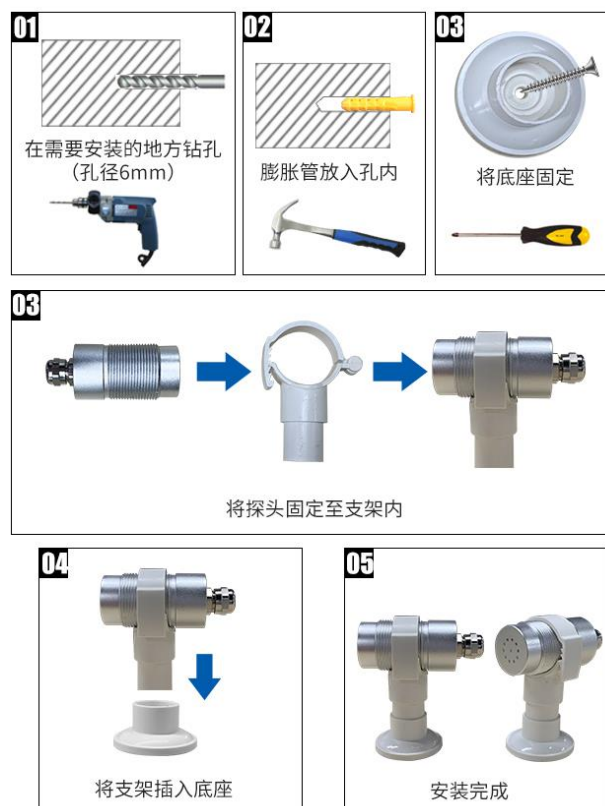 01
在需要安装的地方钻孔
（孔径6mm）
02
膨胀管放入孔内
03
将底座固定
03
将探头固定至支架内
04
将支架插入底座
05
安装完成